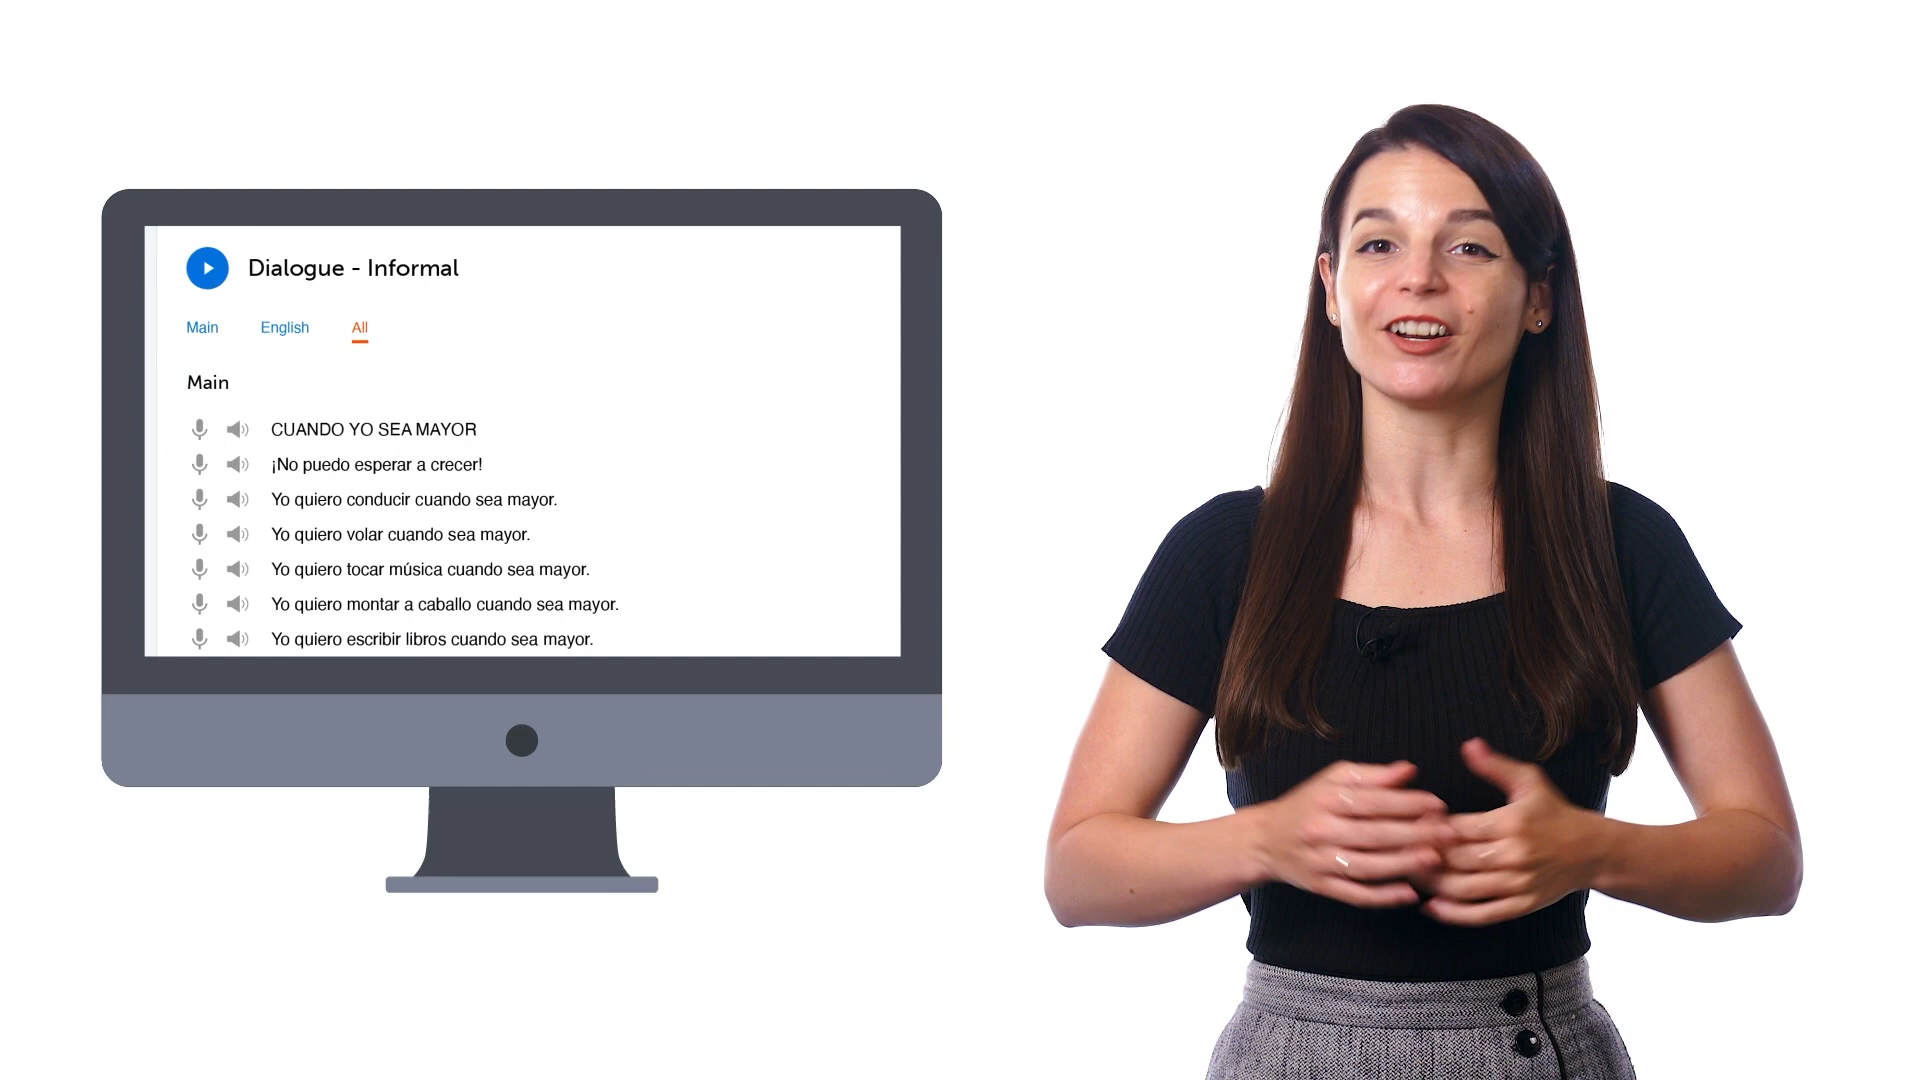 Dialogue - Informal
Main English All
Main
CUANDO YO SEA MAYOR
¡No puedo esperar a crecer!
Yo quiero conducir cuando sea mayor.
Yo quiero volar cuando sea mayor.
Yo quiero tocar música cuando sea mayor.
Yo quiero montar a caballo cuando sea mayor.
Yo quiero escribir libros cuando sea mayor.